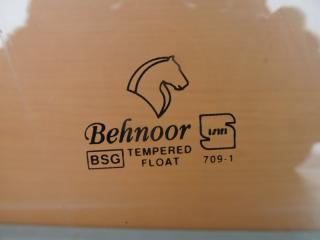 Behnoor
BSG TEMPERED FLOAT
709-1